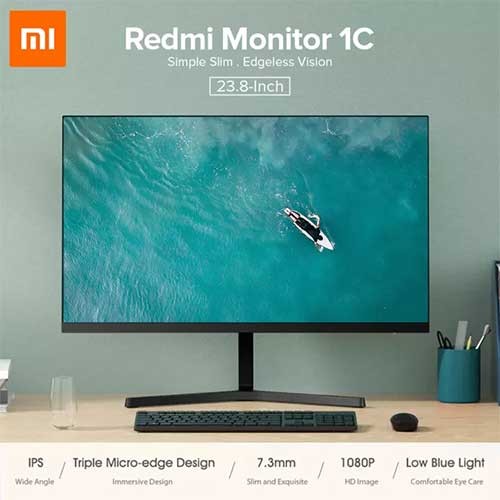 mi
Redmi Monitor 1C
Simple Slim . Edgeless Vision
23.8-Inch
IPS
Wide Angle
Triple Micro-edge Design
Immersive Design
7.3mm
Slim and Exquisite
1080P
HD Image
Low Blue Light
Comfortable Eye Care